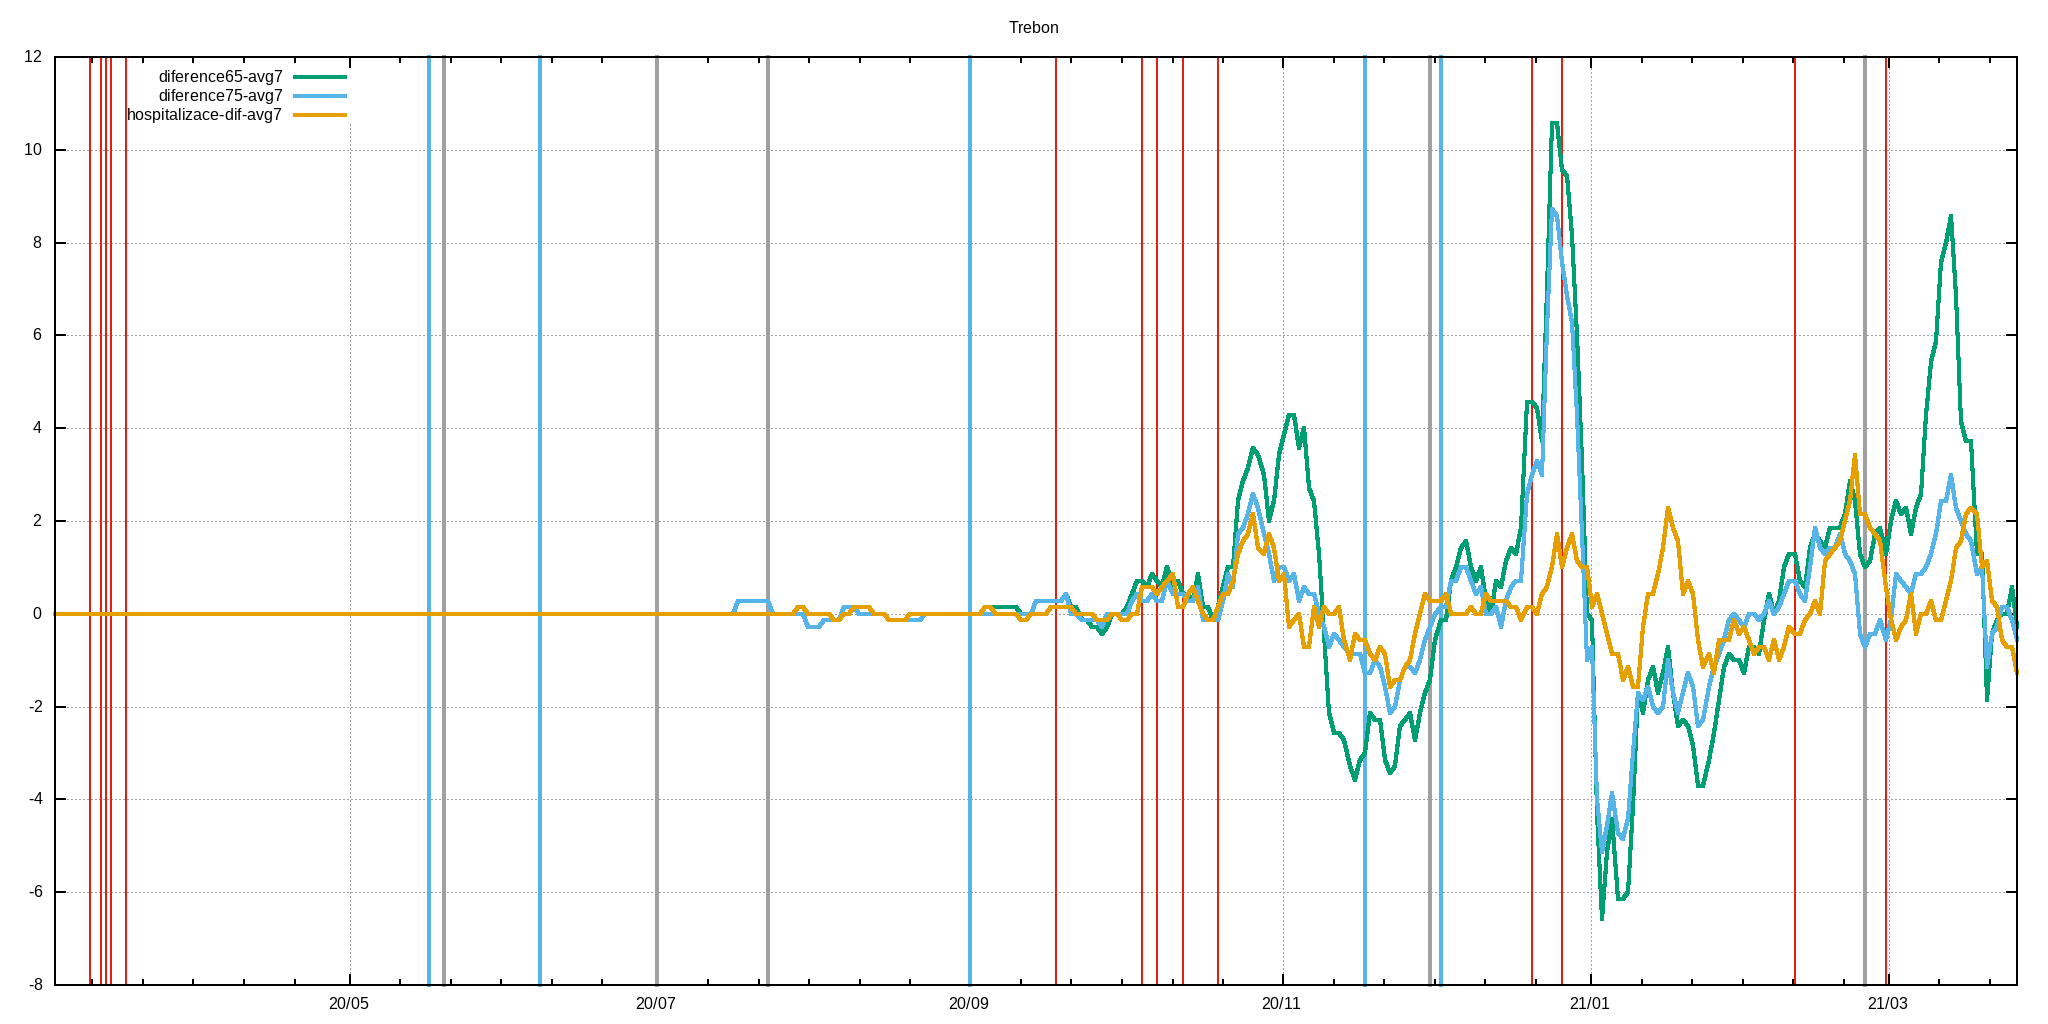 Trebon
diference65-avg7
diference75-avg7
hospitalizace-dif-avg7
12
10
8
6
4
2
0
-2
-4
-6
-8
20/05 20/07 20/09 20/11 21/01 21/03